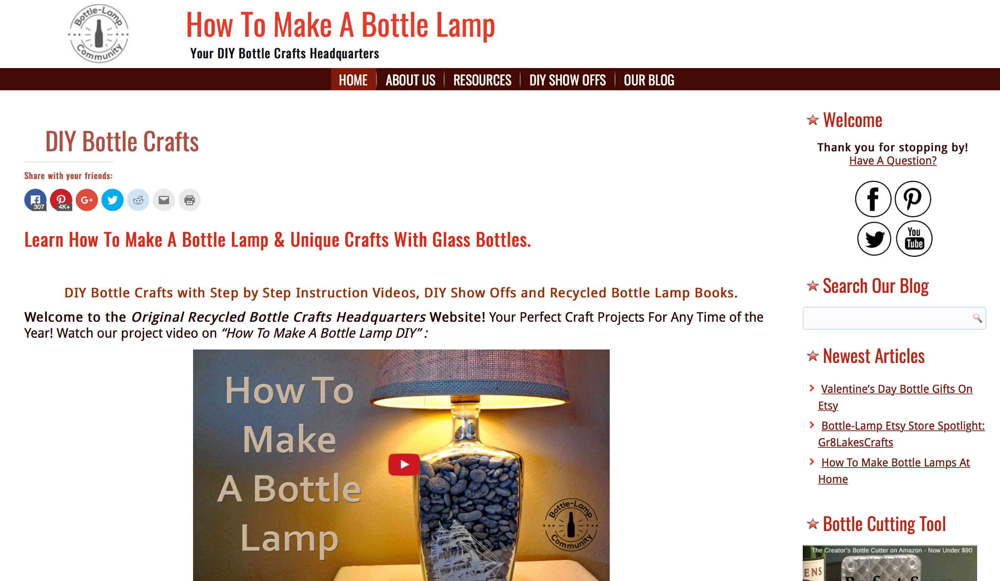 Bottle-Lamp
Community
How To Make A Bottle Lamp
Your DIY Bottle Crafts Headquarters
HOME
ABOUT US
RESOURCES
DIY SHOW OFFS
OUR BLOG
DIY Bottle Crafts
Share with your friends:
307
4K+
G+
Learn How To Make A Bottle Lamp & Unique Crafts With Glass Bottles.
DIY Bottle Crafts with Step by Step Instruction Videos, DIY Show Offs and Recycled Bottle Lamp Books.
Welcome to the Original Recycled Bottle Crafts Headquarters Website! Your Perfect Craft Projects For Any Time of the
Year! Watch our project video on “How To Make A Bottle Lamp DIY” :
How To
Make
A Bottle
Lamp
Bottle-Lamp
Community
Welcome
Thank you for stopping by!
Have A Question?
You
Tube
Search Our Blog
Newest Articles
Valentine’s Day Bottle Gifts On
Etsy
Bottle-Lamp Etsy Store Spotlight:
Gr8LakesCrafts
How To Make Bottle Lamps At
Home
Bottle Cutting Tool
The Creator's Bottle Cutter on Amazon - Now Under $90
ENS